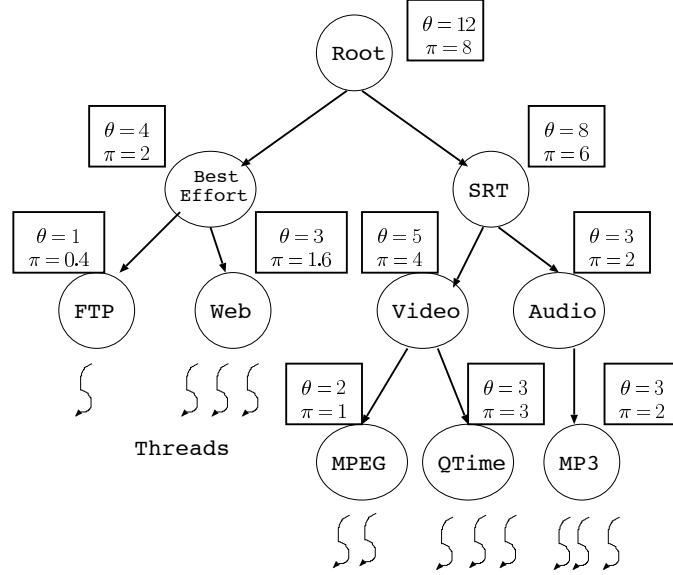 Root
θ = 12
π = 8
θ = 4
π = 2
Best
Effort
θ = 8
π = 6
SRT
θ = 1
π = 0.4
FTP
θ = 3
π = 1.6
Web
θ = 5
π = 4
Video
θ = 3
π = 2
Audio
Threads
θ = 2
π = 1
MPEG
θ = 3
π = 3
QTime
θ = 3
π = 2
MP3